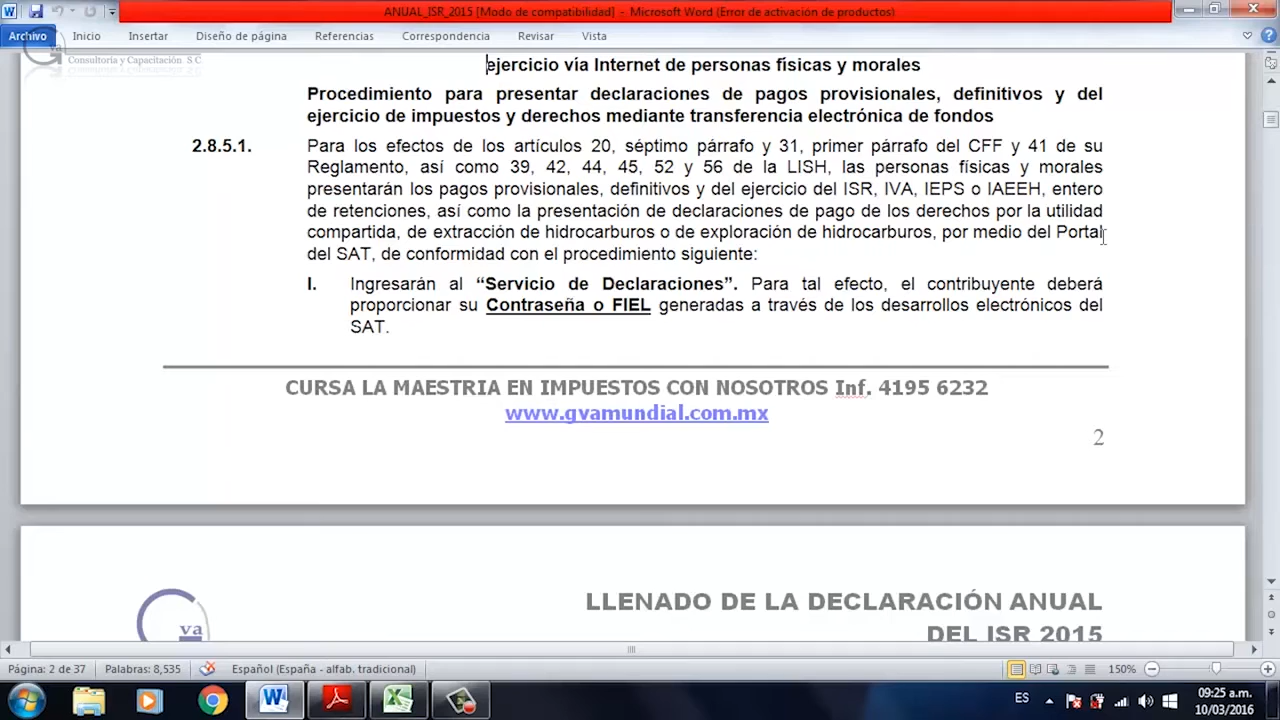 ANUAL_ISR_2015 [Modo de compatibilidad] - Microsoft Word (Error de activación de productos)
Archivo Inicio Insertar Diseño de página Referencias Correspondencia Revisar Vista
va
Consultoría y Capacitación S C
ejercicio vía Internet de personas físicas y morales
Procedimiento para presentar declaraciones de pagos provisionales, definitivos y del
ejercicio de impuestos y derechos mediante transferencia electrónica de fondos
2.8.5.1. Para los efectos de los artículos 20, séptimo párrafo y 31, primer párrafo del CFF y 41 de su
Reglamento, así como 39, 42, 44, 45, 52 y 56 de la LISH, las personas físicas y morales
presentarán los pagos provisionales, definitivos y del ejercicio del ISR, IVA, IEPS o IAEEH, entero
de retenciones, así como la presentación de declaraciones de pago de los derechos por la utilidad
compartida, de extracción de hidrocarburos o de exploración de hidrocarburos, por medio del Portal
del SAT, de conformidad con el procedimiento siguiente:
I. Ingresarán al “Servicio de Declaraciones”. Para tal efecto, el contribuyente deberá
proporcionar su Contraseña o FIEL generadas a través de los desarrollos electrónicos del
SAT.
CURSA LA MAESTRIA EN IMPUESTOS CON NOSOTROS Inf. 4195 6232
www.gvamundial.com.mx
2
LLENADO DE LA DECLARACIÓN ANUAL
va
DEL ISR 2015
Página: 2 de 37 Palabras: 8,535 Español (España - alfab. tradicional) 150%
ES 09:25 a.m.
10/03/2016